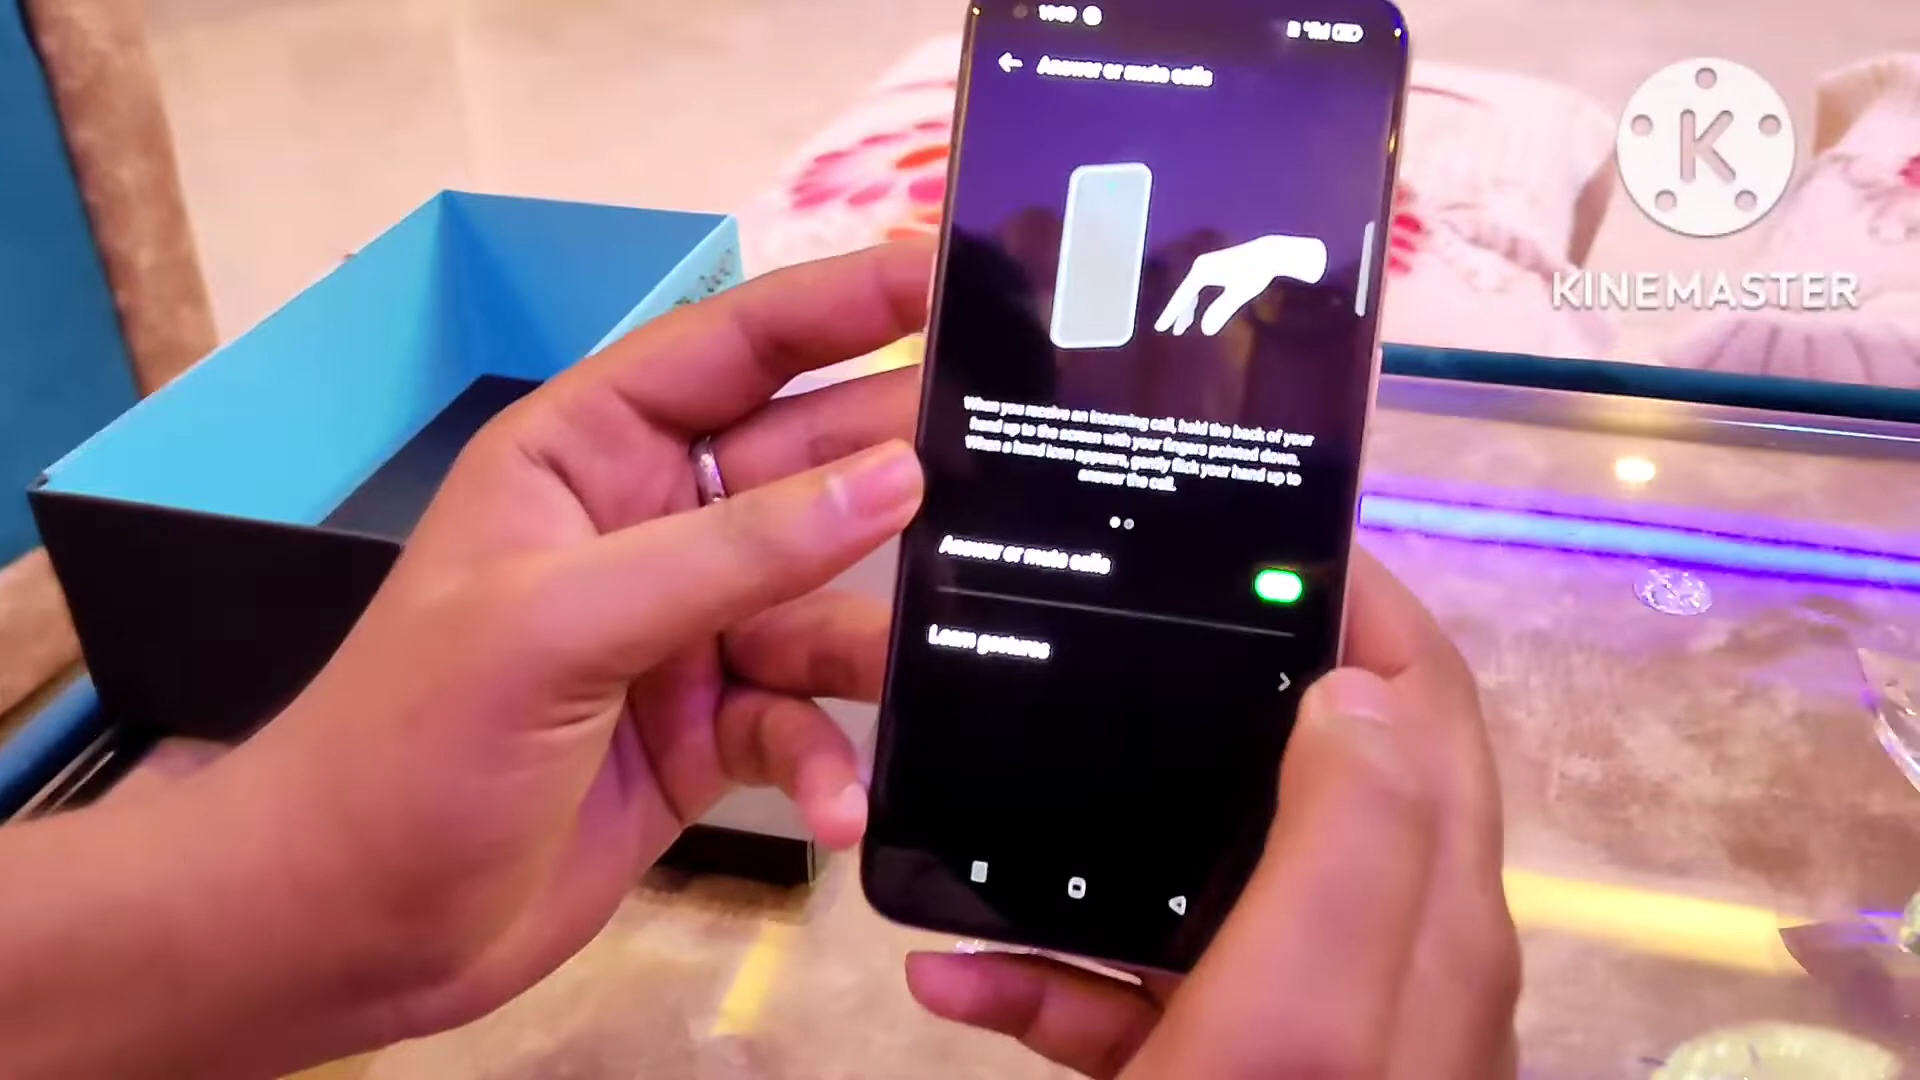 Answer or mute calls
K
KINEMASTER
When you receive an incoming call, hold the back of your
hand up to the screen with your fingers pointed down.
When a hand icon appears, gently flick your hand up to
answer the call.
Answer or mute calls
Learn gestures